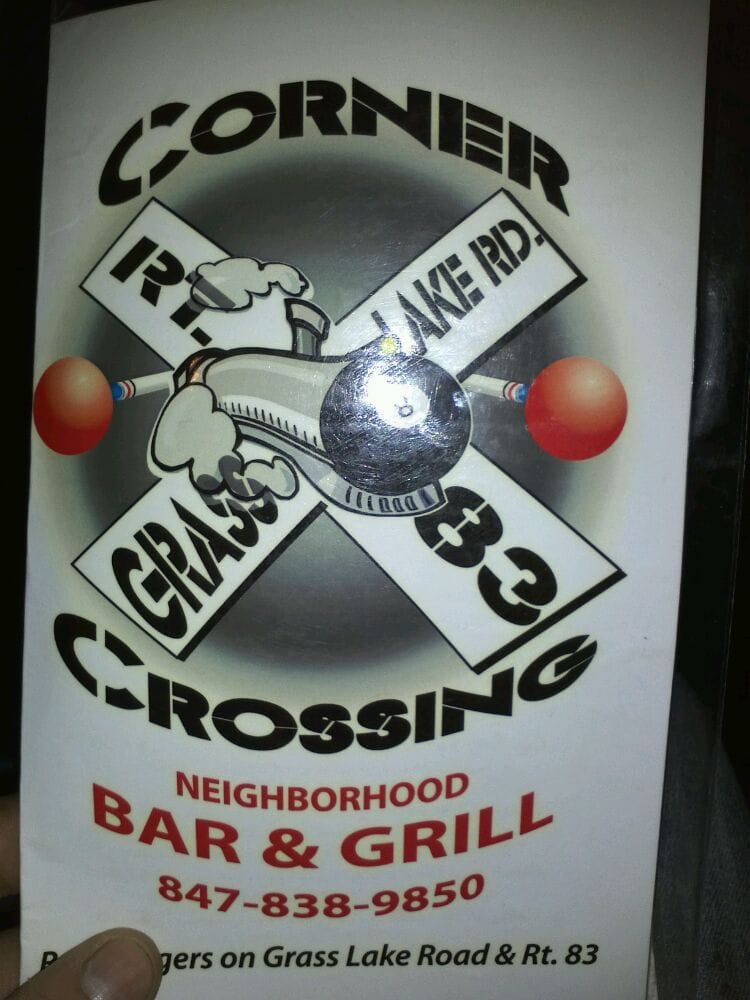 CORNER
RT. 83
GRASS LAKE RD.
CROSSING
NEIGHBORHOOD
BAR & GRILL
847-838-9850
on Grass Lake Road & Rt. 83